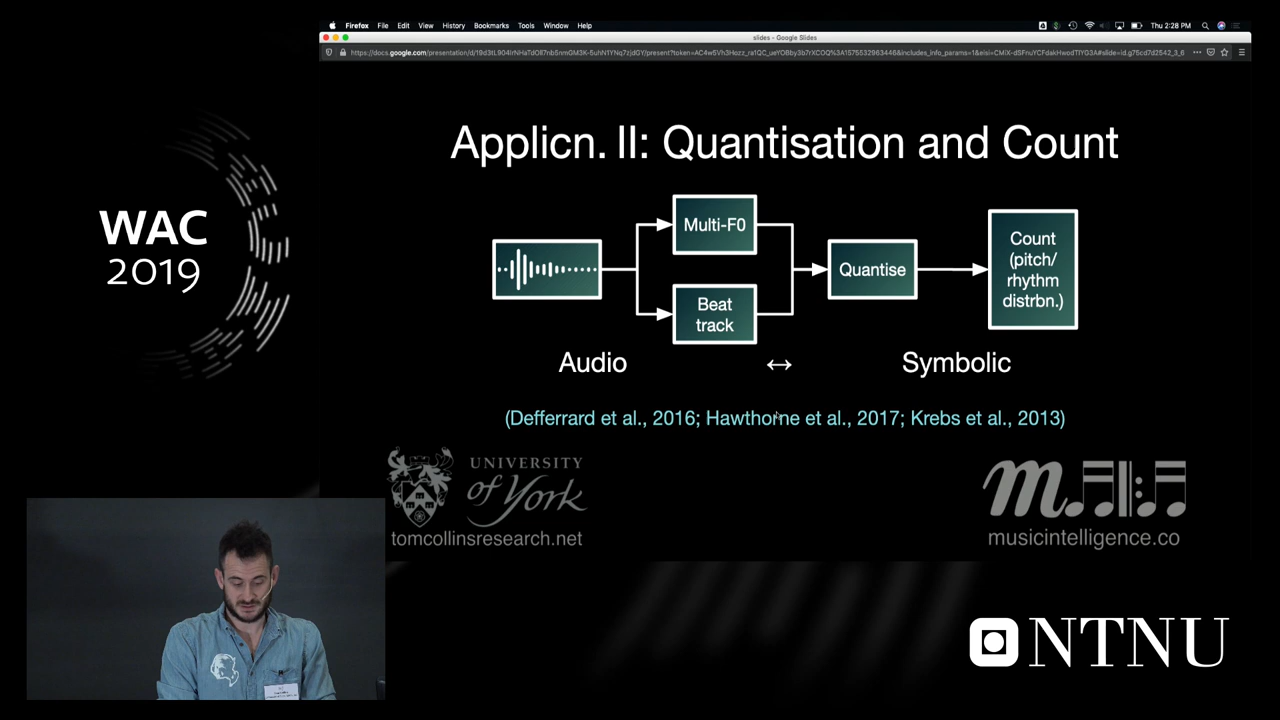 Firefox File Edit View History Bookmarks Tools Window Help
Thu 2:28 PM
slides - Google Slides
Applicn. II: Quantisation and Count
WAC
2019
Multi-F0
Beat
track
Quantise
Count
(pitch/
rhythm
distrbn.)
Audio
↔
Symbolic
(Defferrard et al., 2016; Hawthorne et al., 2017; Krebs et al., 2013)
UNIVERSITY
of York
tomcollinsresearch.net
musicintelligence.co
NTNU